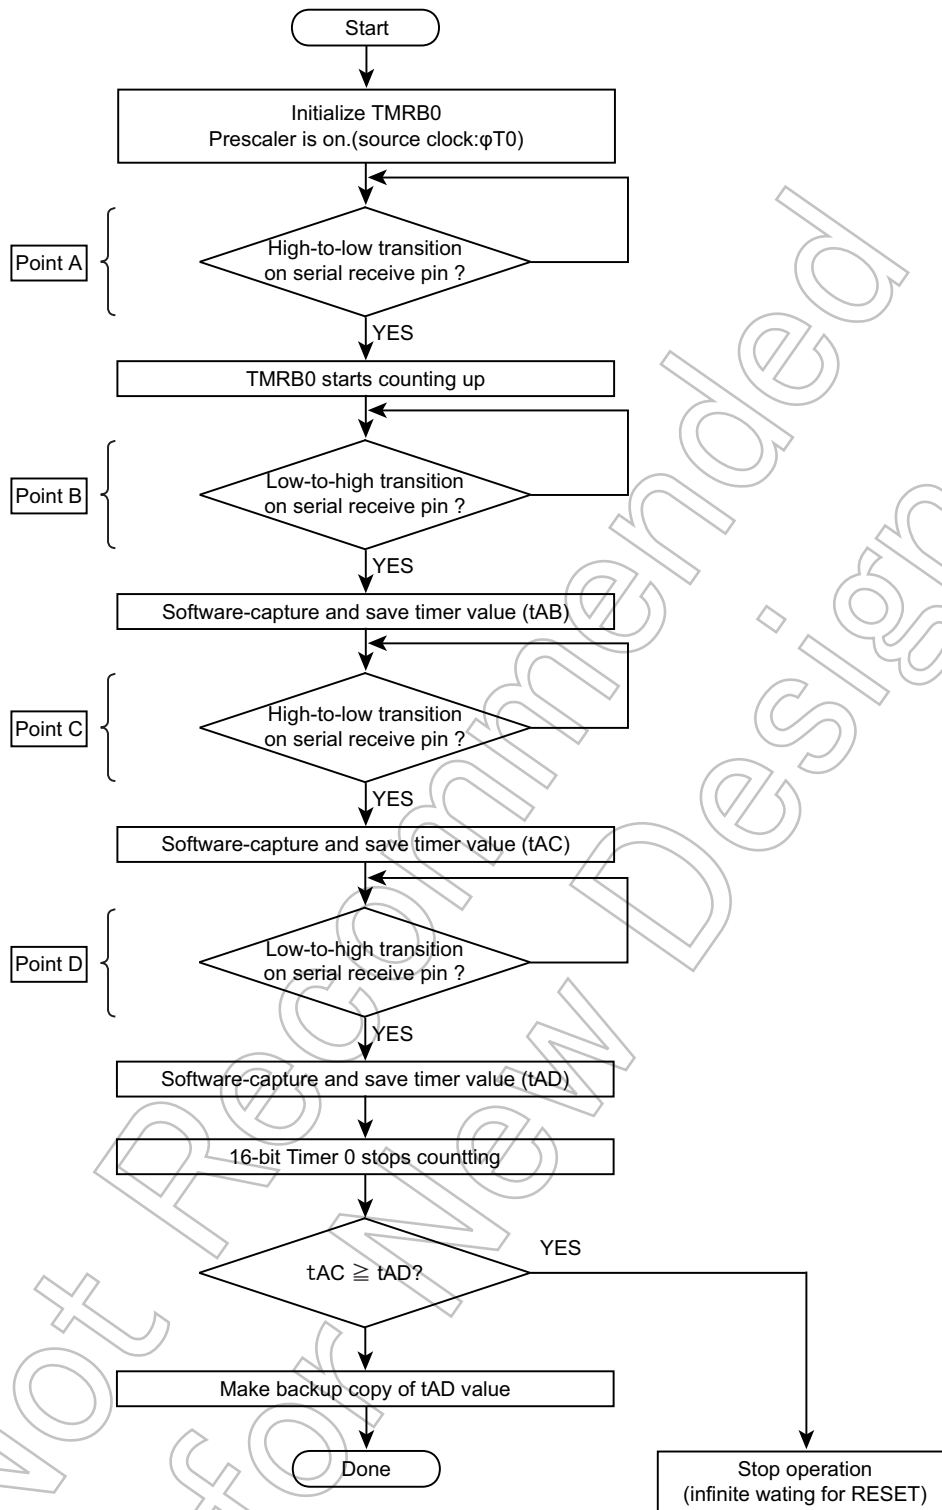 Start
Initialize TMRB0
Prescaler is on.(source clock:φT0)
Point A
High-to-low transition
on serial receive pin ?
YES
TMRB0 starts counting up
Point B
Low-to-high transition
on serial receive pin ?
YES
Software-capture and save timer value (tAB)
Point C
High-to-low transition
on serial receive pin ?
YES
Software-capture and save timer value (tAC)
Point D
Low-to-high transition
on serial receive pin ?
YES
Software-capture and save timer value (tAD)
16-bit Timer 0 stops countting
YES
tAC ≧ tAD?
Make backup copy of tAD value
Done
Stop operation
(infinite wating for RESET)
Not Recommended
for New Design